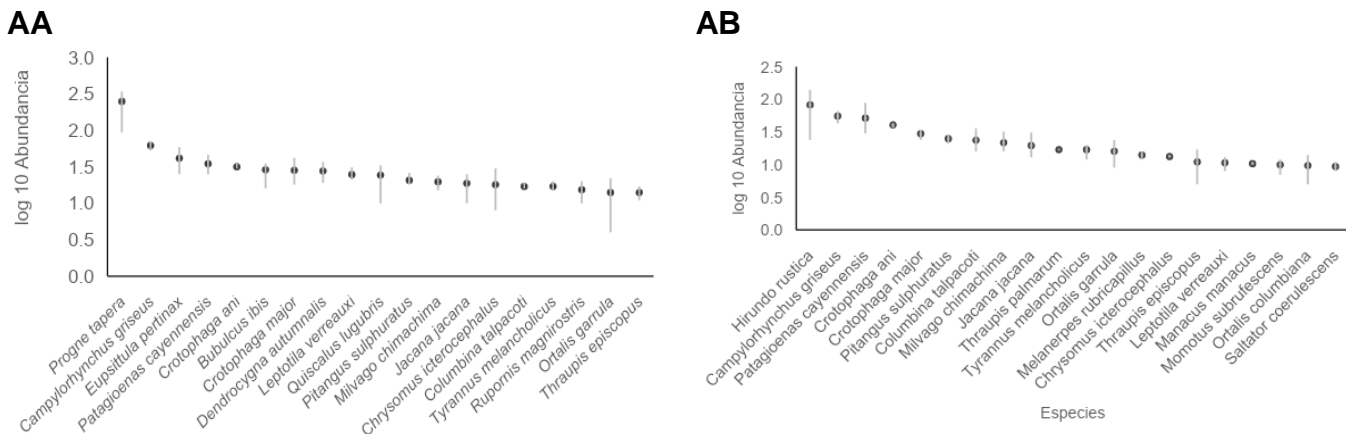 AA
log 10 Abundancia
3.0
2.5
2.0
1.5
1.0
0.5
0.0
Progne tapera
Campylorhynchus griseus
Eupsittula pertinax
Patagioenas cayennensis
Crotophaga ani
Bubulcus ibis
Crotophaga major
Dendrocygna autumnalis
Leptotila verreauxi
Quiscalus lugubris
Pitangus sulphuratus
Milvago chimachima
Jacana jacana
Chrysomus icterocephalus
Columbina talpacoti
Tyrannus melancholicus
Rupornis magnirostris
Ortalis garrula
Thraupis episcopus
AB
log 10 Abundancia
2.5
2.0
1.5
1.0
0.5
0.0
Hirundo rustica
Campylorhynchus griseus
Patagioenas cayennensis
Crotophaga ani
Crotophaga major
Pitangus sulphuratus
Columbina talpacoti
Milvago chimachima
Jacana jacana
Thraupis palmarum
Tyrannus melancholicus
Ortalis garrula
Melanerpes rubricapillus
Chrysomus icterocephalus
Thraupis episcopus
Leptotila verreauxi
Manacus manacus
Momotus subrufescens
Ortalis columbiana
Saltator coerulescens
Especies